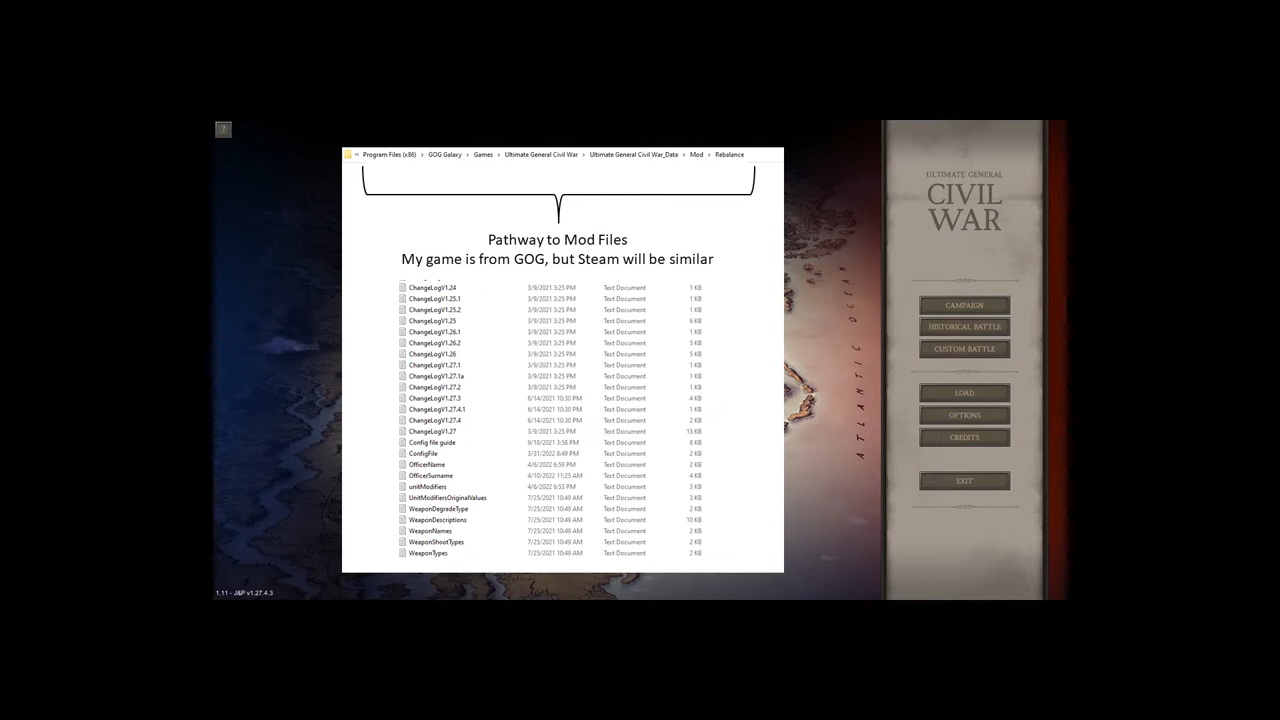 ?
« Program Files (x86) › GOG Galaxy › Games › Ultimate General Civil War › Ultimate General Civil War_Data › Mod › Rebalance
Pathway to Mod Files
My game is from GOG, but Steam will be similar
ChangeLogV1.24 3/9/2021 3:25 PM Text Document 1 KB
ChangeLogV1.25.1 3/9/2021 3:25 PM Text Document 1 KB
ChangeLogV1.25.2 3/9/2021 3:25 PM Text Document 1 KB
ChangeLogV1.25 3/9/2021 3:25 PM Text Document 6 KB
ChangeLogV1.26.1 3/9/2021 3:25 PM Text Document 1 KB
ChangeLogV1.26.2 3/9/2021 3:25 PM Text Document 5 KB
ChangeLogV1.26 3/9/2021 3:25 PM Text Document 5 KB
ChangeLogV1.27.1 3/9/2021 3:25 PM Text Document 1 KB
ChangeLogV1.27.1a 3/9/2021 3:25 PM Text Document 1 KB
ChangeLogV1.27.2 3/9/2021 3:25 PM Text Document 1 KB
ChangeLogV1.27.3 6/14/2021 10:30 PM Text Document 4 KB
ChangeLogV1.27.4.1 6/14/2021 10:30 PM Text Document 1 KB
ChangeLogV1.27.4 6/14/2021 10:30 PM Text Document 2 KB
ChangeLogV1.27 3/9/2021 3:25 PM Text Document 13 KB
Config file guide 9/18/2021 3:58 PM Text Document 8 KB
ConfigFile 3/31/2022 8:49 PM Text Document 2 KB
OfficerName 4/6/2022 6:59 PM Text Document 2 KB
OfficerSurname 4/10/2022 11:25 AM Text Document 4 KB
unitModifiers 4/6/2022 6:53 PM Text Document 3 KB
UnitModifiersOriginalValues 7/25/2021 10:49 AM Text Document 3 KB
WeaponDegradeType 7/25/2021 10:49 AM Text Document 2 KB
WeaponDescriptions 7/25/2021 10:49 AM Text Document 10 KB
WeaponNames 7/25/2021 10:49 AM Text Document 2 KB
WeaponShootTypes 7/25/2021 10:49 AM Text Document 2 KB
WeaponTypes 7/25/2021 10:49 AM Text Document 2 KB
ATLANTIC OCEAN
ULTIMATE GENERAL
CIVIL
WAR
CAMPAIGN
HISTORICAL BATTLE
CUSTOM BATTLE
LOAD
OPTIONS
CREDITS
EXIT
1.11 - J&P v1.27.4.3